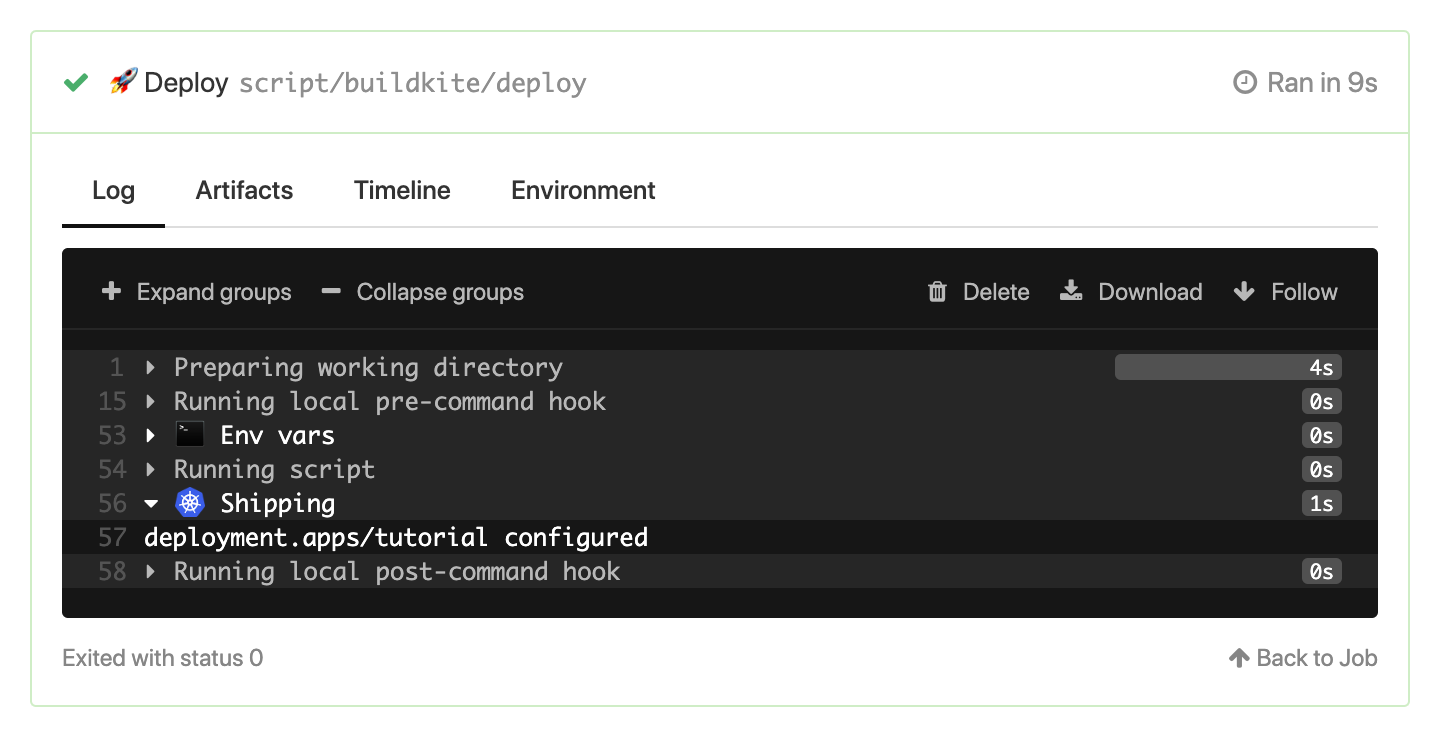 Deploy script/buildkite/deploy Ran in 9s
Log Artifacts Timeline Environment
Expand groups Collapse groups Delete Download Follow
1 Preparing working directory 4s
15 Running local pre-command hook 0s
53 >_ Env vars 0s
54 Running script 0s
56 Shipping 1s
57 deployment.apps/tutorial configured
58 Running local post-command hook 0s
Exited with status 0 Back to Job